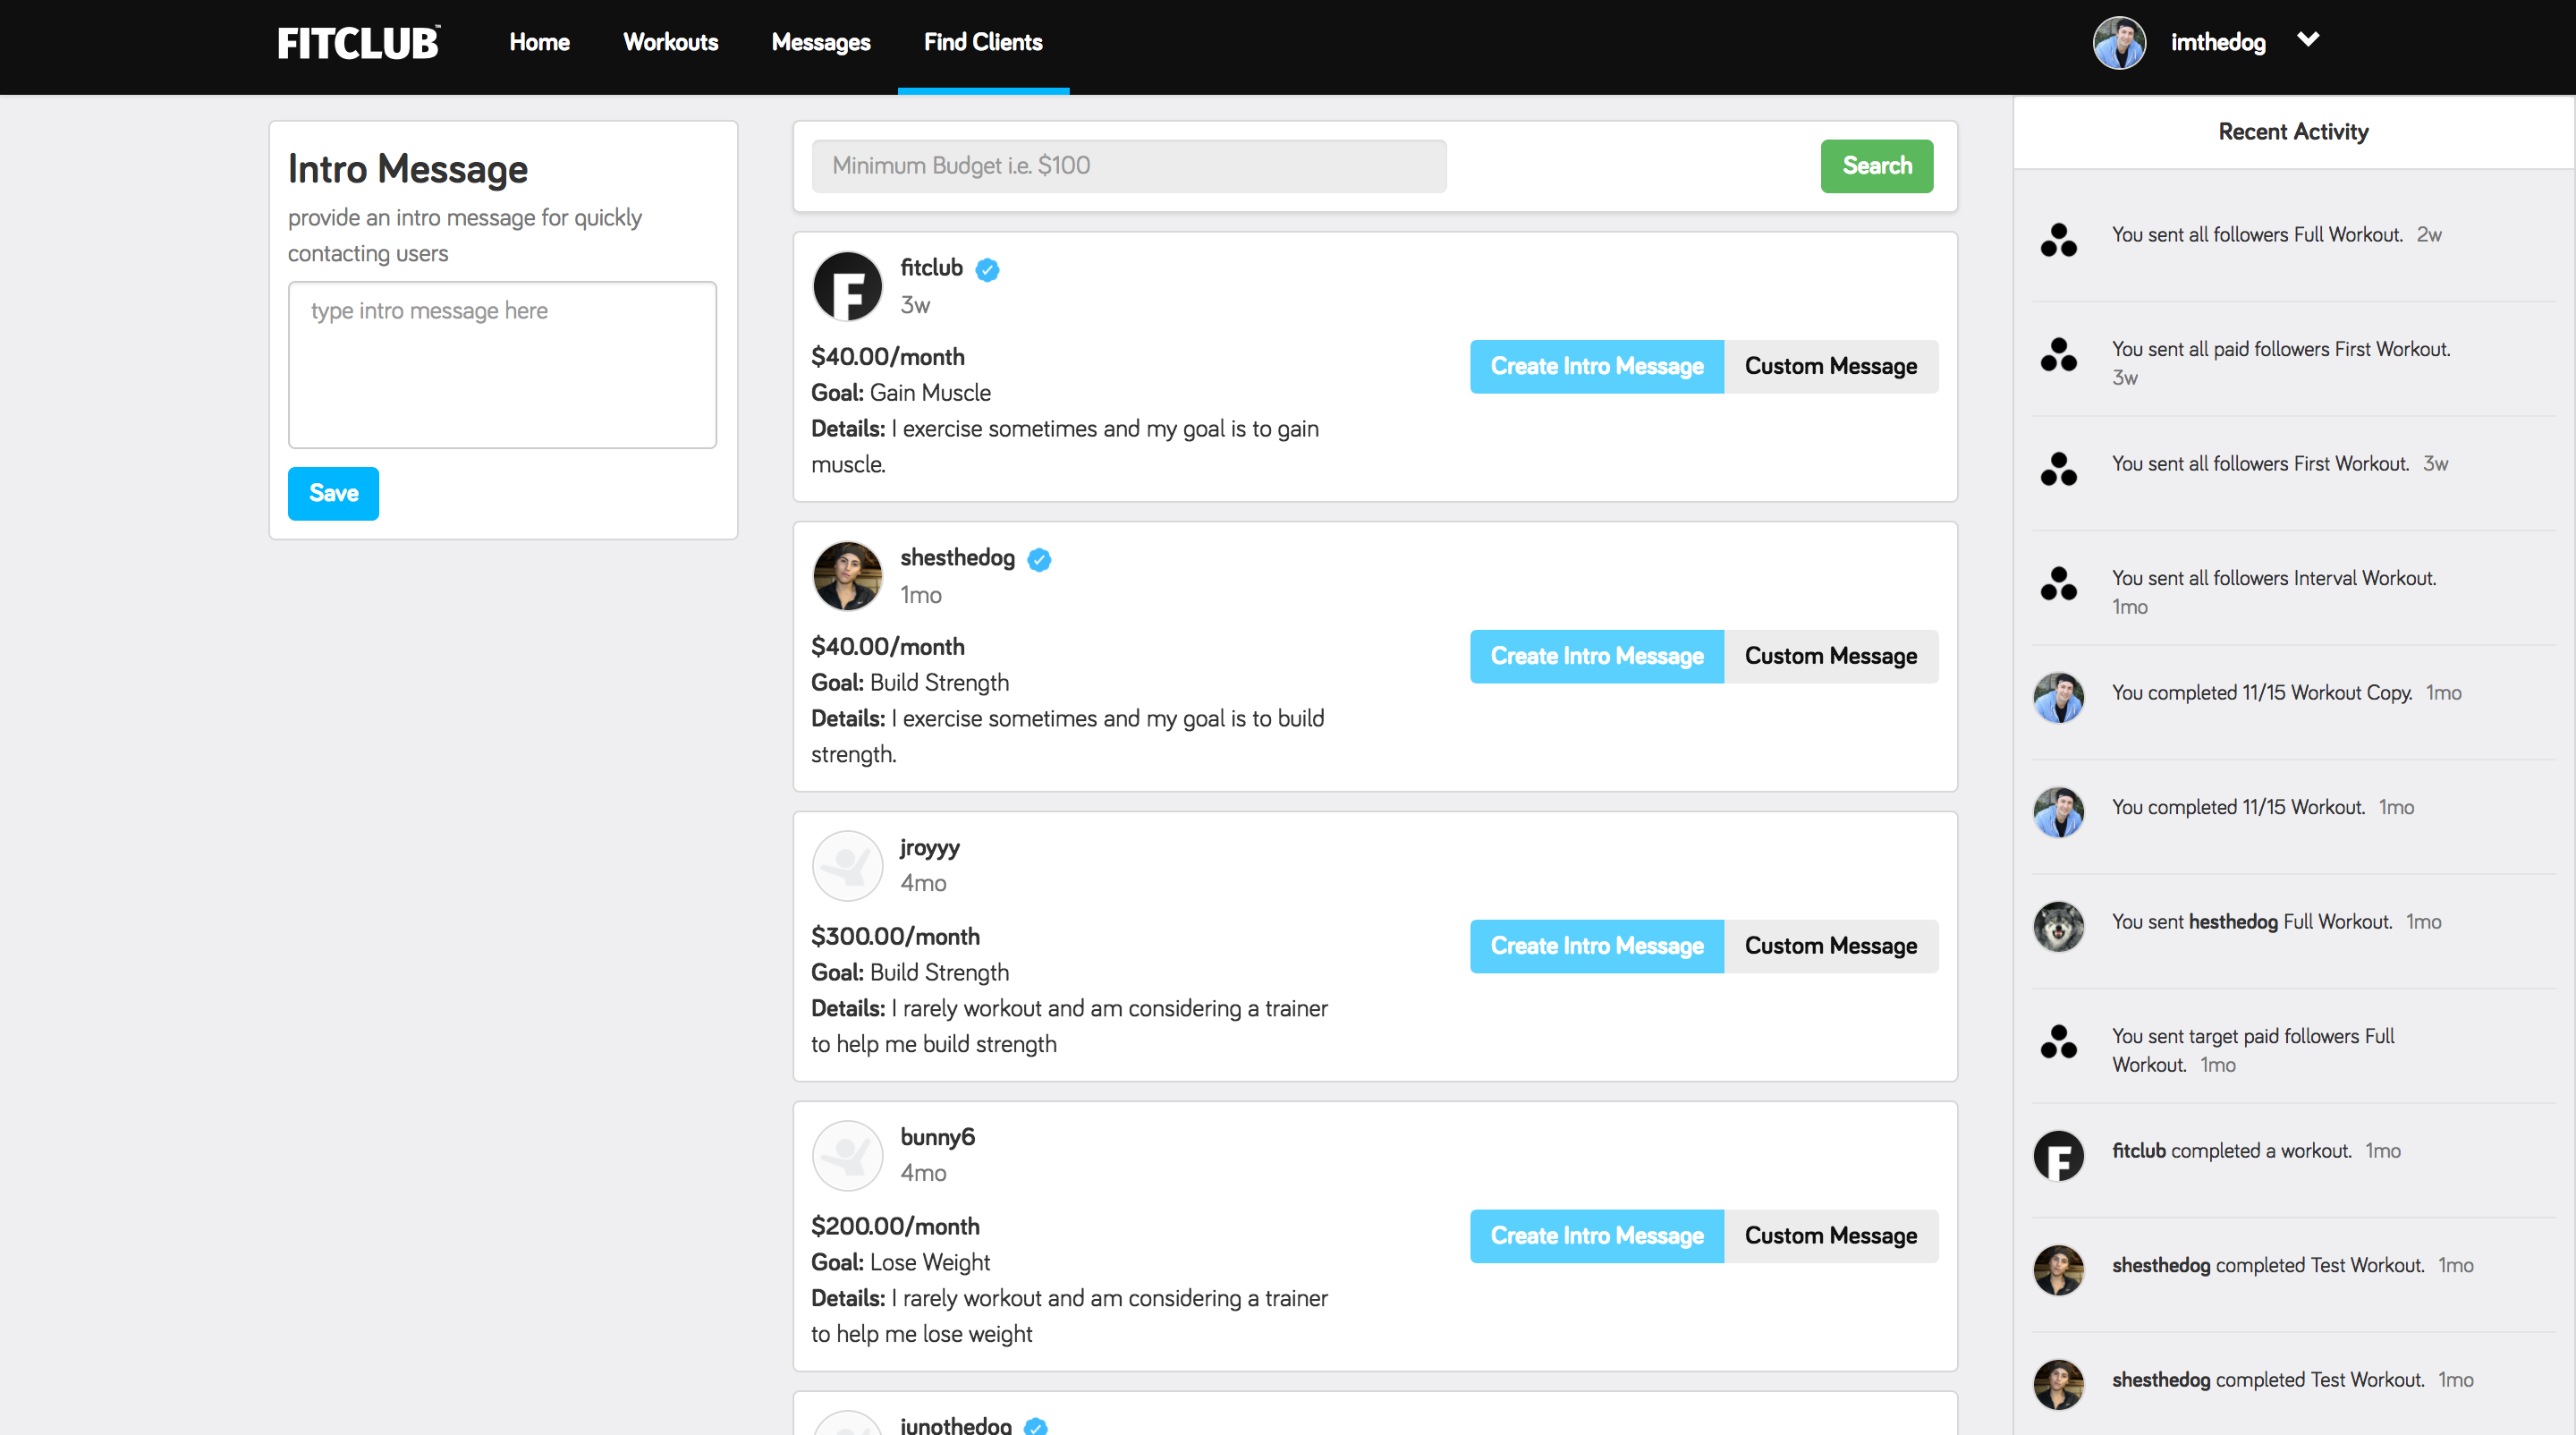 FITCLUB™
Home
Workouts
Messages
Find Clients
imthedog
Intro Message
provide an intro message for quickly
contacting users
type intro message here
Save
Minimum Budget i.e. $100
Search
fitclub
3w
$40.00/month
Goal: Gain Muscle
Details: I exercise sometimes and my goal is to gain
muscle.
Create Intro Message
Custom Message
shesthedog
1mo
$40.00/month
Goal: Build Strength
Details: I exercise sometimes and my goal is to build
strength.
Create Intro Message
Custom Message
jroyyy
4mo
$300.00/month
Goal: Build Strength
Details: I rarely workout and am considering a trainer
to help me build strength
Create Intro Message
Custom Message
bunny6
4mo
$200.00/month
Goal: Lose Weight
Details: I rarely workout and am considering a trainer
to help me lose weight
Create Intro Message
Custom Message
junothedog
Recent Activity
You sent all followers Full Workout. 2w
You sent all paid followers First Workout.
3w
You sent all followers First Workout. 3w
You sent all followers Interval Workout.
1mo
You completed 11/15 Workout Copy. 1mo
You completed 11/15 Workout. 1mo
You sent hesthedog Full Workout. 1mo
You sent target paid followers Full
Workout. 1mo
F
fitclub completed a workout. 1mo
shesthedog completed Test Workout. 1mo
shesthedog completed Test Workout. 1mo